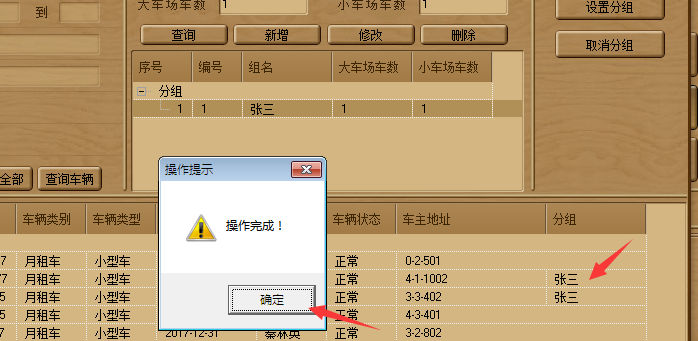 到
大车场车数 1 小车场车数 1
设置分组
查询 新增 修改 删除
取消分组
序号 编号 组名 大车场车数 小车场车数
分组
1 1 张三 1 1
全部 查询车辆
操作提示
操作完成！
确定
车辆类别 车辆类型 车辆状态 车主地址 分组
7 月租车 小型车 正常 0-2-501
77 月租车 小型车 正常 4-1-1002 张三
5 月租车 小型车 正常 3-3-402 张三
月租车 小型车 正常 4-3-401
月租车 小型车 2017-12-31 秦林英 正常 3-2-802